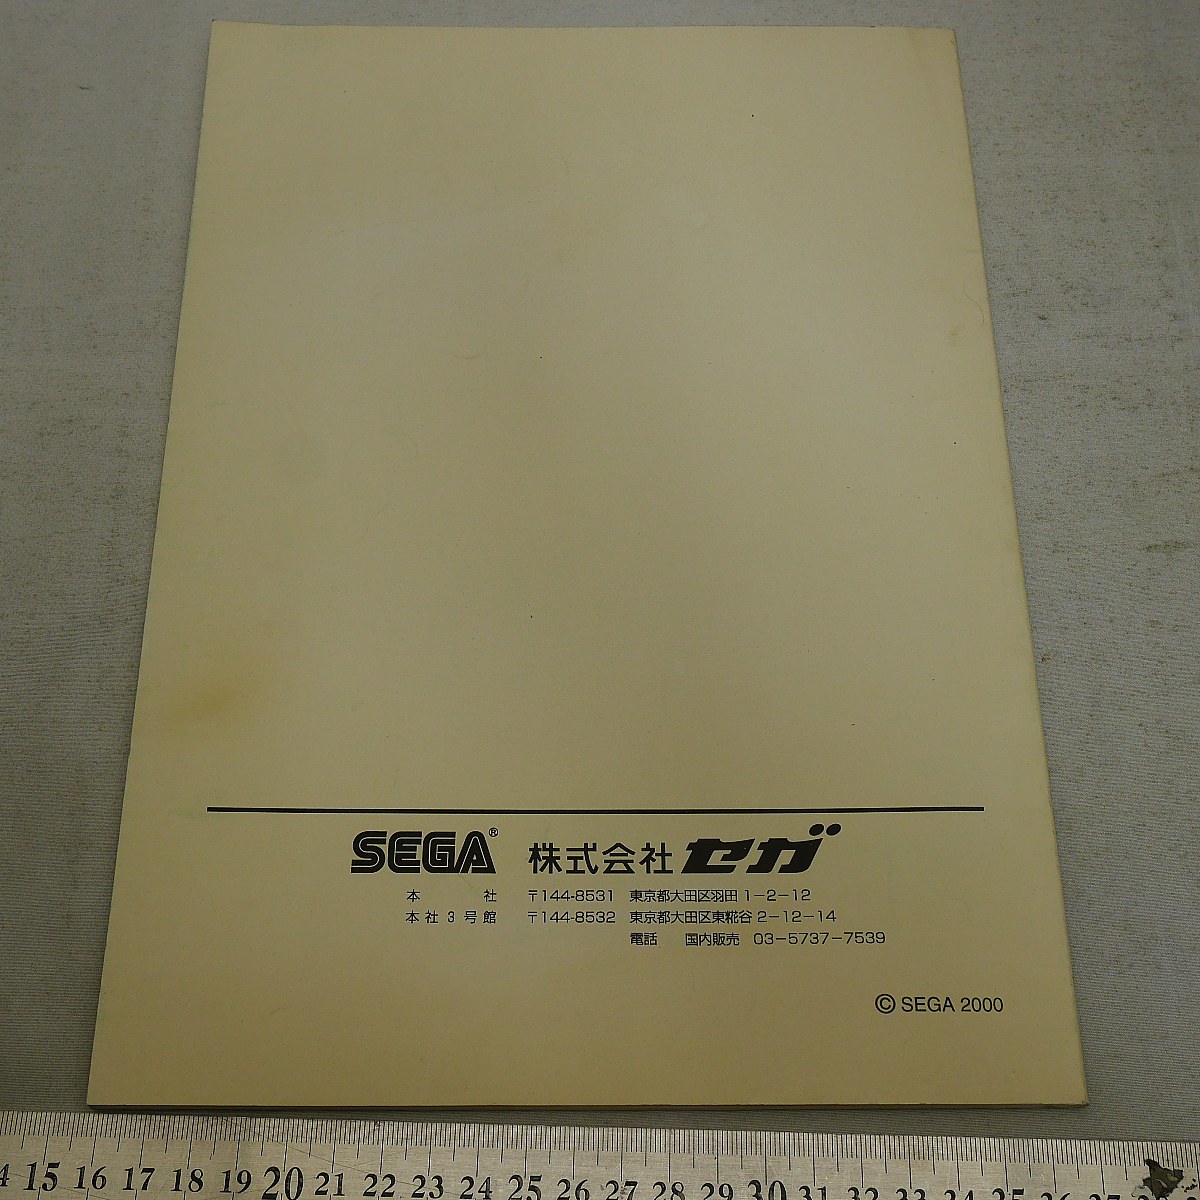 SEGA® 株式会社 セガ
本 社 〒144-8531 東京都大田区羽田 1-2-12
本社3号館 〒144-8532 東京都大田区東糀谷 2-12-14
電話 国内販売 03-5737-7539
© SEGA 2000
15 16 17 18 19 20 21 22 23 24 25 26 27 28 29 30 31 32 33 34 35